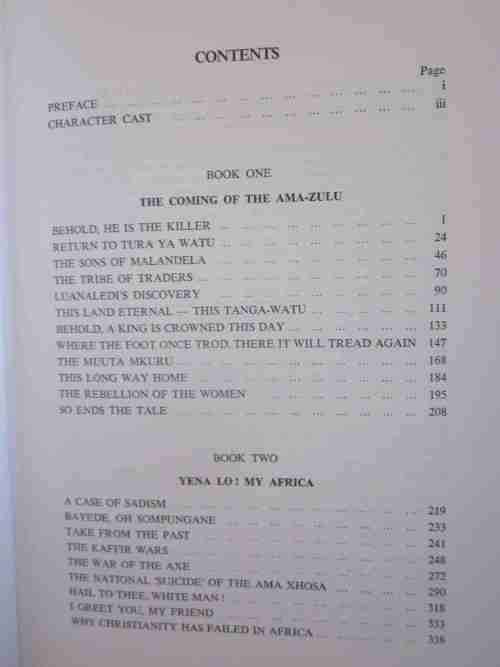 CONTENTS
Page
PREFACE ... i
CHARACTER CAST ... iii
BOOK ONE
THE COMING OF THE AMA-ZULU
BEHOLD, HE IS THE KILLER ... 1
RETURN TO TURA YA WATU ... 24
THE SONS OF MALANDELA ... 46
THE TRIBE OF TRADERS ... 70
LUANALEDI'S DISCOVERY ... 90
THIS LAND ETERNAL — THIS TANGA-WATU ... 111
BEHOLD, A KING IS CROWNED THIS DAY ... 133
WHERE THE FOOT ONCE TROD, THERE IT WILL TREAD AGAIN 147
THE MUUTA MKURU ... 168
THIS LONG WAY HOME ... 184
THE REBELLION OF THE WOMEN ... 195
SO ENDS THE TALE ... 208
BOOK TWO
YENA LO! MY AFRICA
A CASE OF SADISM ... 219
BAYEDE, OH SOMPUNGANE ... 233
TAKE FROM THE PAST ... 241
THE KAFFIR WARS ... 248
THE WAR OF THE AXE ... 272
THE NATIONAL 'SUICIDE' OF THE AMA XHOSA ... 290
HAIL TO THEE, WHITE MAN! ... 318
I GREET YOU, MY FRIEND ... 333
WHY CHRISTIANITY HAS FAILED IN AFRICA ... 336